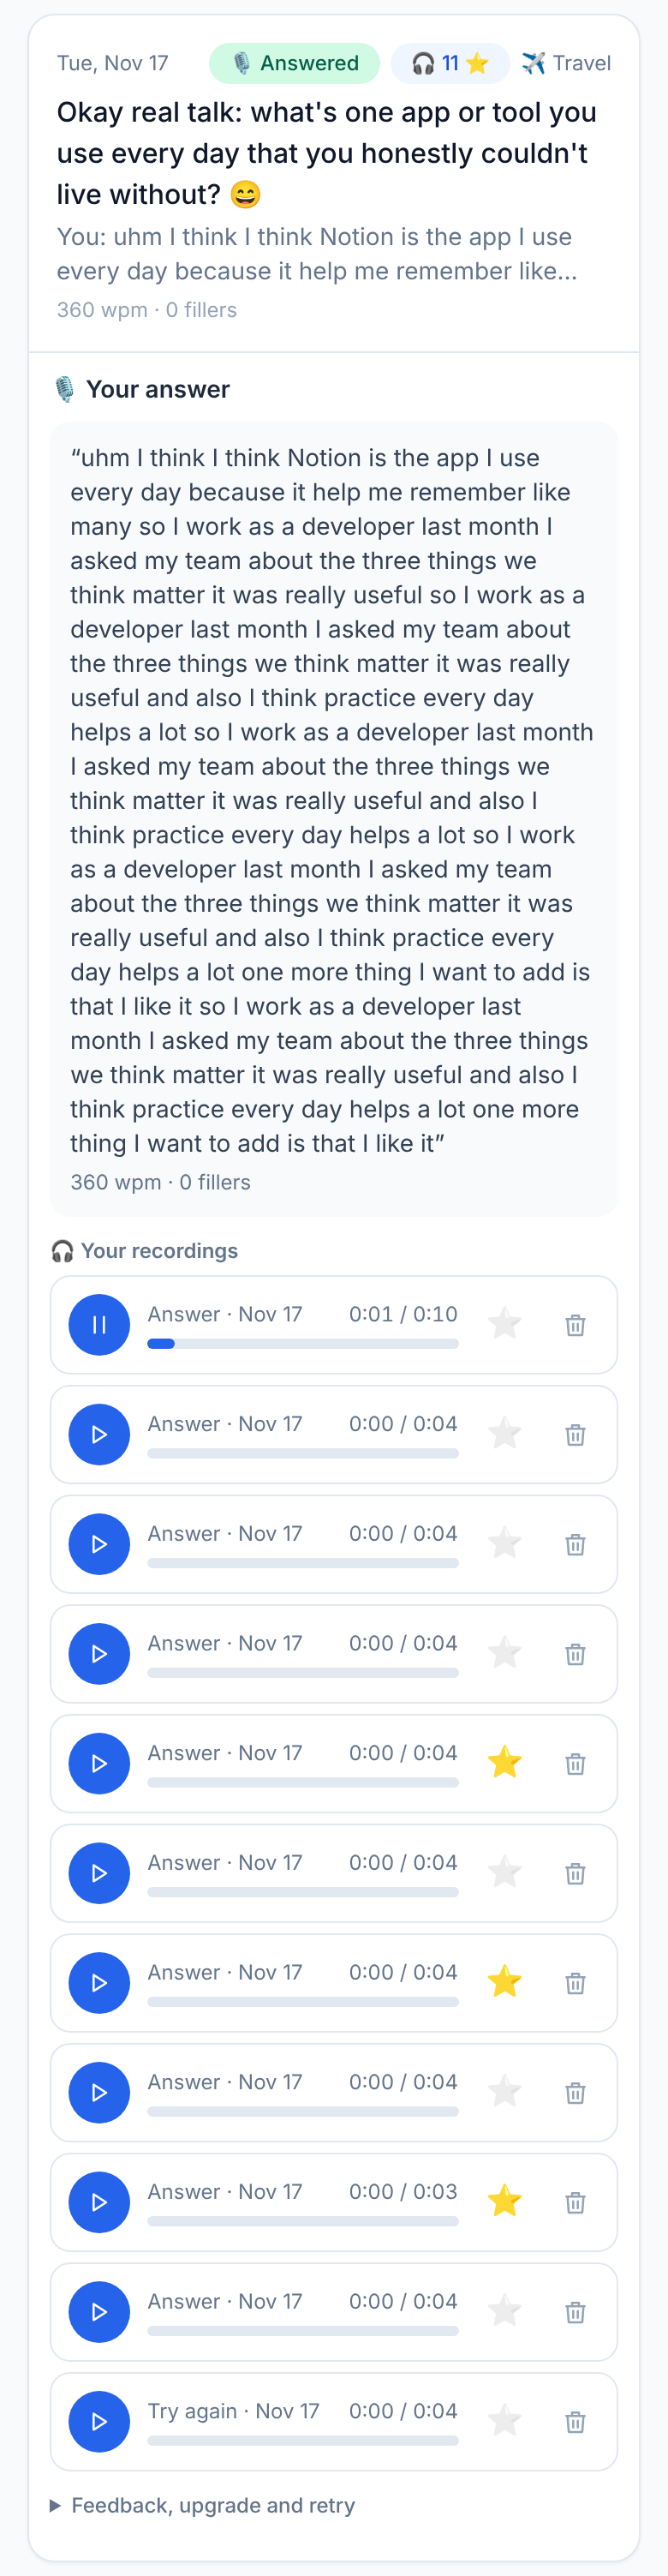 Tue, Nov 17 🎙️ Answered 🎧 11 ⭐ ✈️ Travel
Okay real talk: what's one app or tool you
use every day that you honestly couldn't
live without? 😄
You: uhm I think I think Notion is the app I use
every day because it help me remember like...
360 wpm · 0 fillers
🎙️ Your answer
“uhm I think I think Notion is the app I use
every day because it help me remember like
many so I work as a developer last month I
asked my team about the three things we
think matter it was really useful so I work as a
developer last month I asked my team about
the three things we think matter it was really
useful and also I think practice every day
helps a lot so I work as a developer last month
I asked my team about the three things we
think matter it was really useful and also I
think practice every day helps a lot so I work
as a developer last month I asked my team
about the three things we think matter it was
really useful and also I think practice every
day helps a lot one more thing I want to add is
that I like it so I work as a developer last
month I asked my team about the three things
we think matter it was really useful and also I
think practice every day helps a lot one more
thing I want to add is that I like it”
360 wpm · 0 fillers
🎧 Your recordings
Answer · Nov 17 0:01 / 0:10
Answer · Nov 17 0:00 / 0:04
Answer · Nov 17 0:00 / 0:04
Answer · Nov 17 0:00 / 0:04
Answer · Nov 17 0:00 / 0:04
Answer · Nov 17 0:00 / 0:04
Answer · Nov 17 0:00 / 0:04
Answer · Nov 17 0:00 / 0:04
Answer · Nov 17 0:00 / 0:03
Answer · Nov 17 0:00 / 0:04
Try again · Nov 17 0:00 / 0:04
▶ Feedback, upgrade and retry